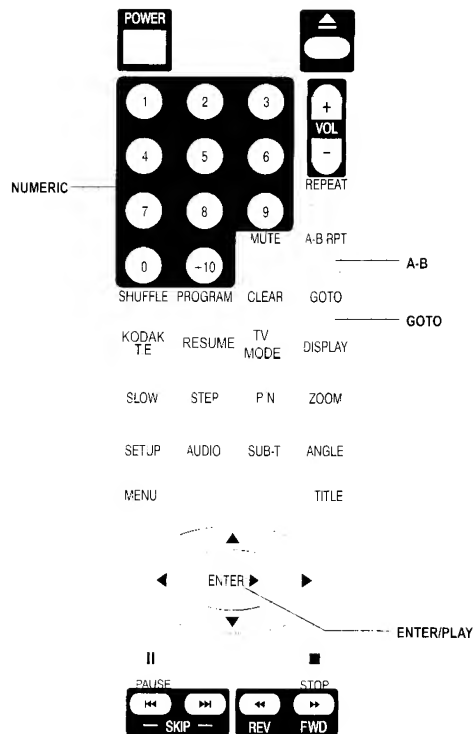 POWER
1 2 3
+
VOL
-
4 5 6
REPEAT
NUMERIC
7 8 9
MUTE A-B RPT
A-B
0 –10
SHUFFLE PROGRAM CLEAR GOTO
GOTO
KODAK TV
T E RESUME MODE DISPLAY
SLOW STEP P N ZOOM
SETUP AUDIO SUB-T ANGLE
MENU TITLE
ENTER
ENTER/PLAY
PAUSE STOP
— SKIP — REV FWD